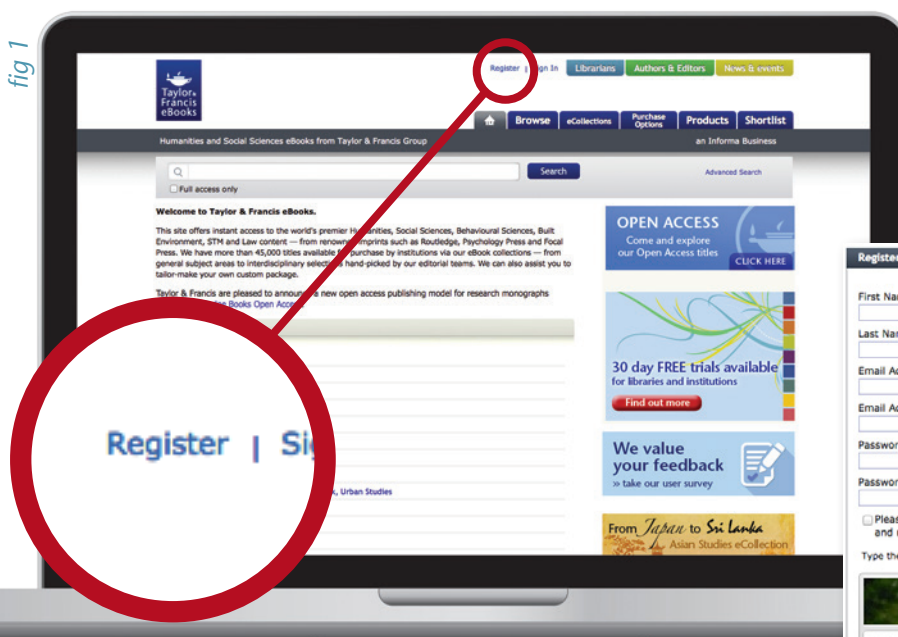 fig 1
Taylor &
Francis
eBooks
Register | Sign In
Librarians
Authors & Editors
News & events
Browse
eCollections
Purchase
Options
Products
Shortlist
Humanities and Social Sciences eBooks from Taylor & Francis Group
an Informa Business
Search
Advanced Search
Full access only
Welcome to Taylor & Francis eBooks.
This site offers instant access to the world's premier Humanities, Social Sciences, Behavioural Sciences, Built
Environment, STM and Law content — from renowned imprints such as Routledge, Psychology Press and Focal
Press. We have more than 45,000 titles available for purchase by institutions via our eBook collections — from
general subject areas to interdisciplinary selections hand-picked by our editorial teams. We can also assist you to
tailor-make your own custom package.
Taylor & Francis are pleased to announce a new open access publishing model for research monographs
Books Open Access
, Urban Studies
Register | Si
OPEN ACCESS
Come and explore
our Open Access titles
CLICK HERE
30 day FREE trials available
for libraries and institutions
Find out more
We value
your feedback
» take our user survey
From Japan to Sri Lanka
Asian Studies eCollection
Register
First Nam
Last Nam
Email Ad
Email Ad
Passwor
Passwor
Pleas
and
Type the